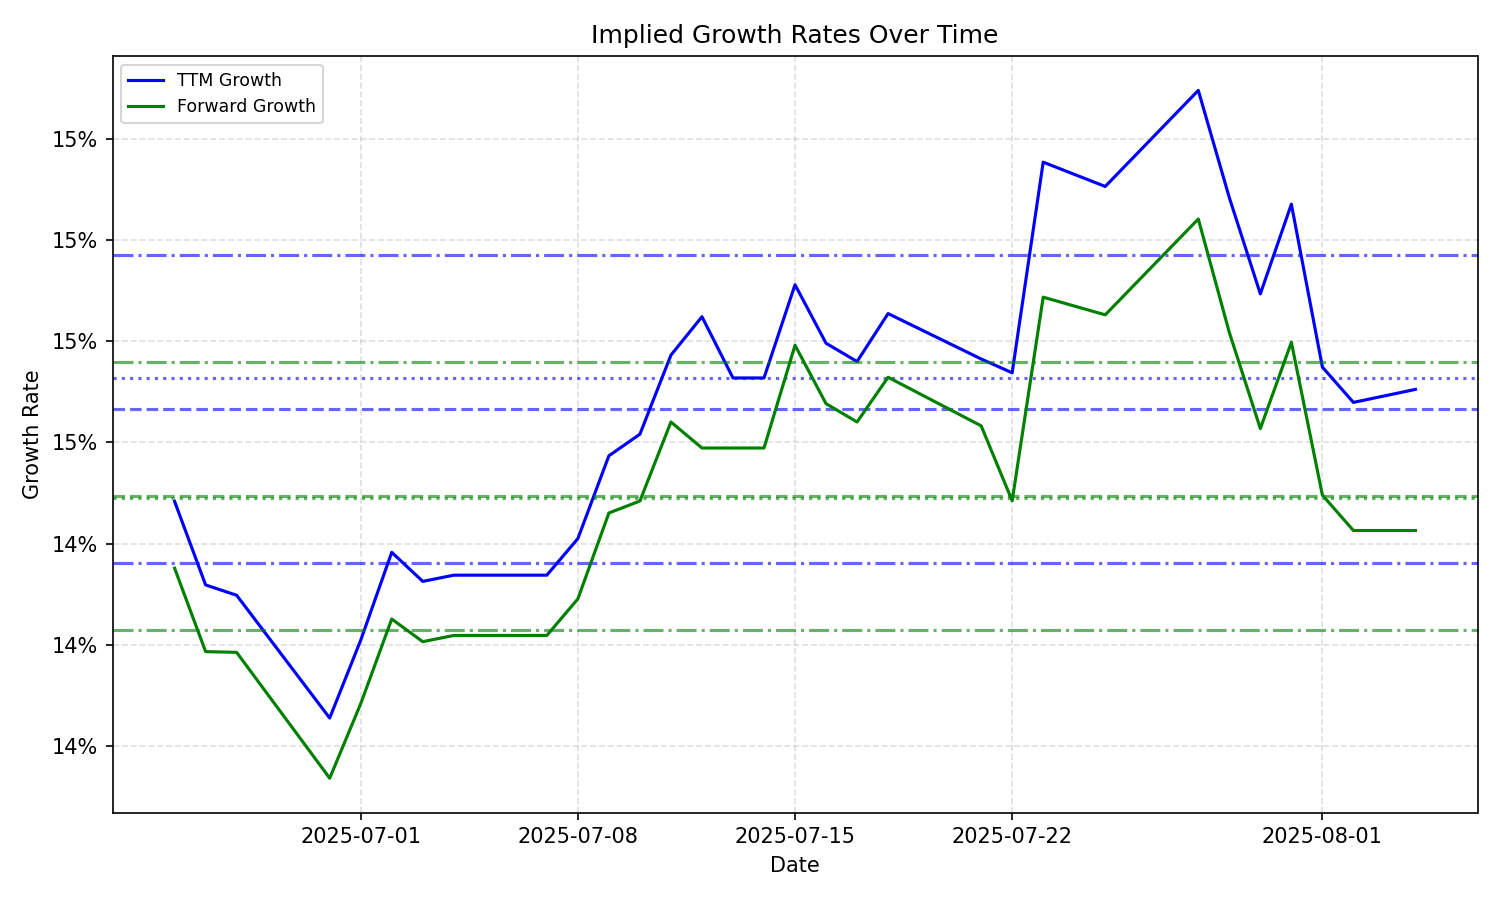 Implied Growth Rates Over Time
TTM Growth
Forward Growth
15%
15%
15%
15%
14%
14%
14%
Growth Rate
2025-07-01
2025-07-08
2025-07-15
2025-07-22
2025-08-01
Date